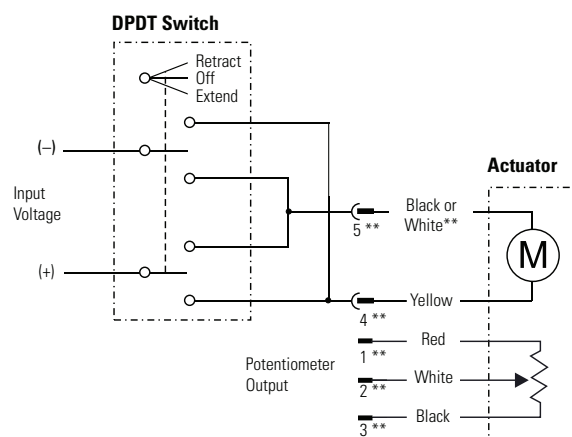 DPDT Switch
Retract
Off
Extend
(–)
Input
Voltage
(+)
Actuator
Black or
White**
5 **
M
Yellow
4 **
Potentiometer
Output
Red
1 **
White
2 **
Black
3 **